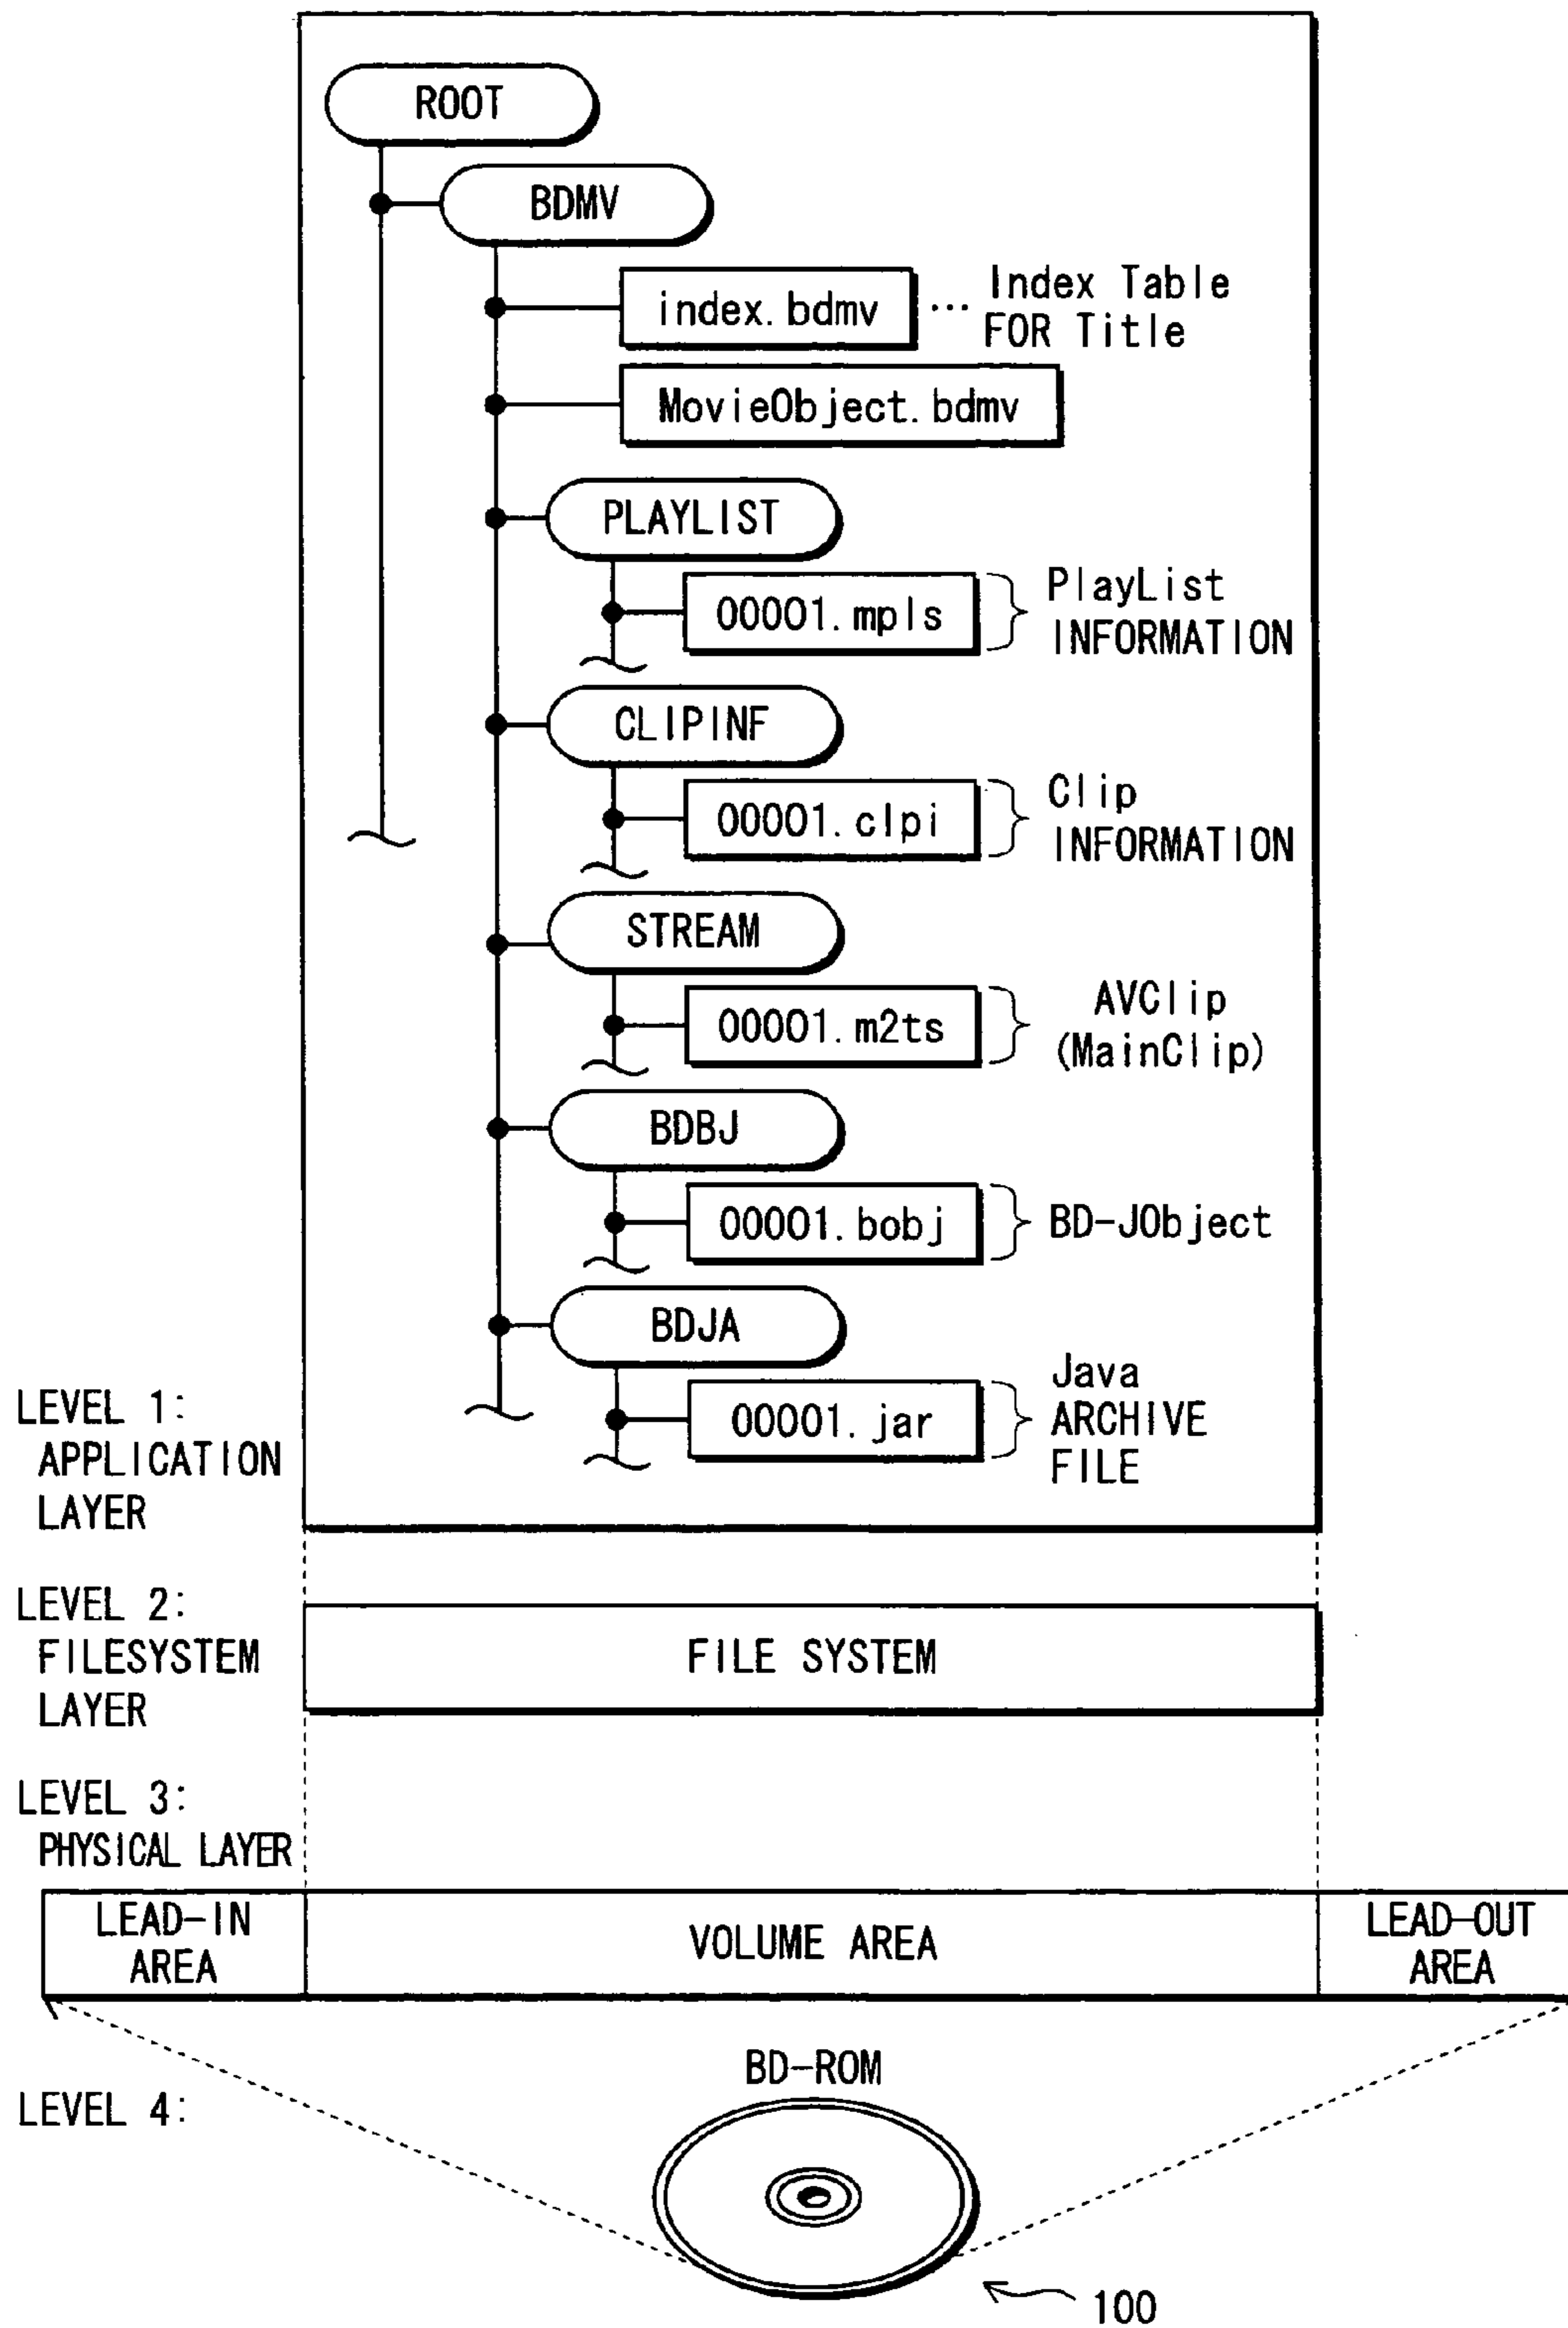 ROOT
BDMV
index.bdmv ... Index Table
FOR Title
MovieObject.bdmv
PLAYLIST
00001.mpls
PlayList
INFORMATION
CLIPINF
00001.clpi
Clip
INFORMATION
STREAM
00001.m2ts
AVClip
(MainClip)
BDBJ
00001.bobj
BD-JObject
BDJA
00001.jar
Java
ARCHIVE
FILE
LEVEL 1:
APPLICATION
LAYER
LEVEL 2:
FILESYSTEM
LAYER
FILE SYSTEM
LEVEL 3:
PHYSICAL LAYER
LEAD-IN
AREA
VOLUME AREA
LEAD-OUT
AREA
BD-ROM
LEVEL 4:
100